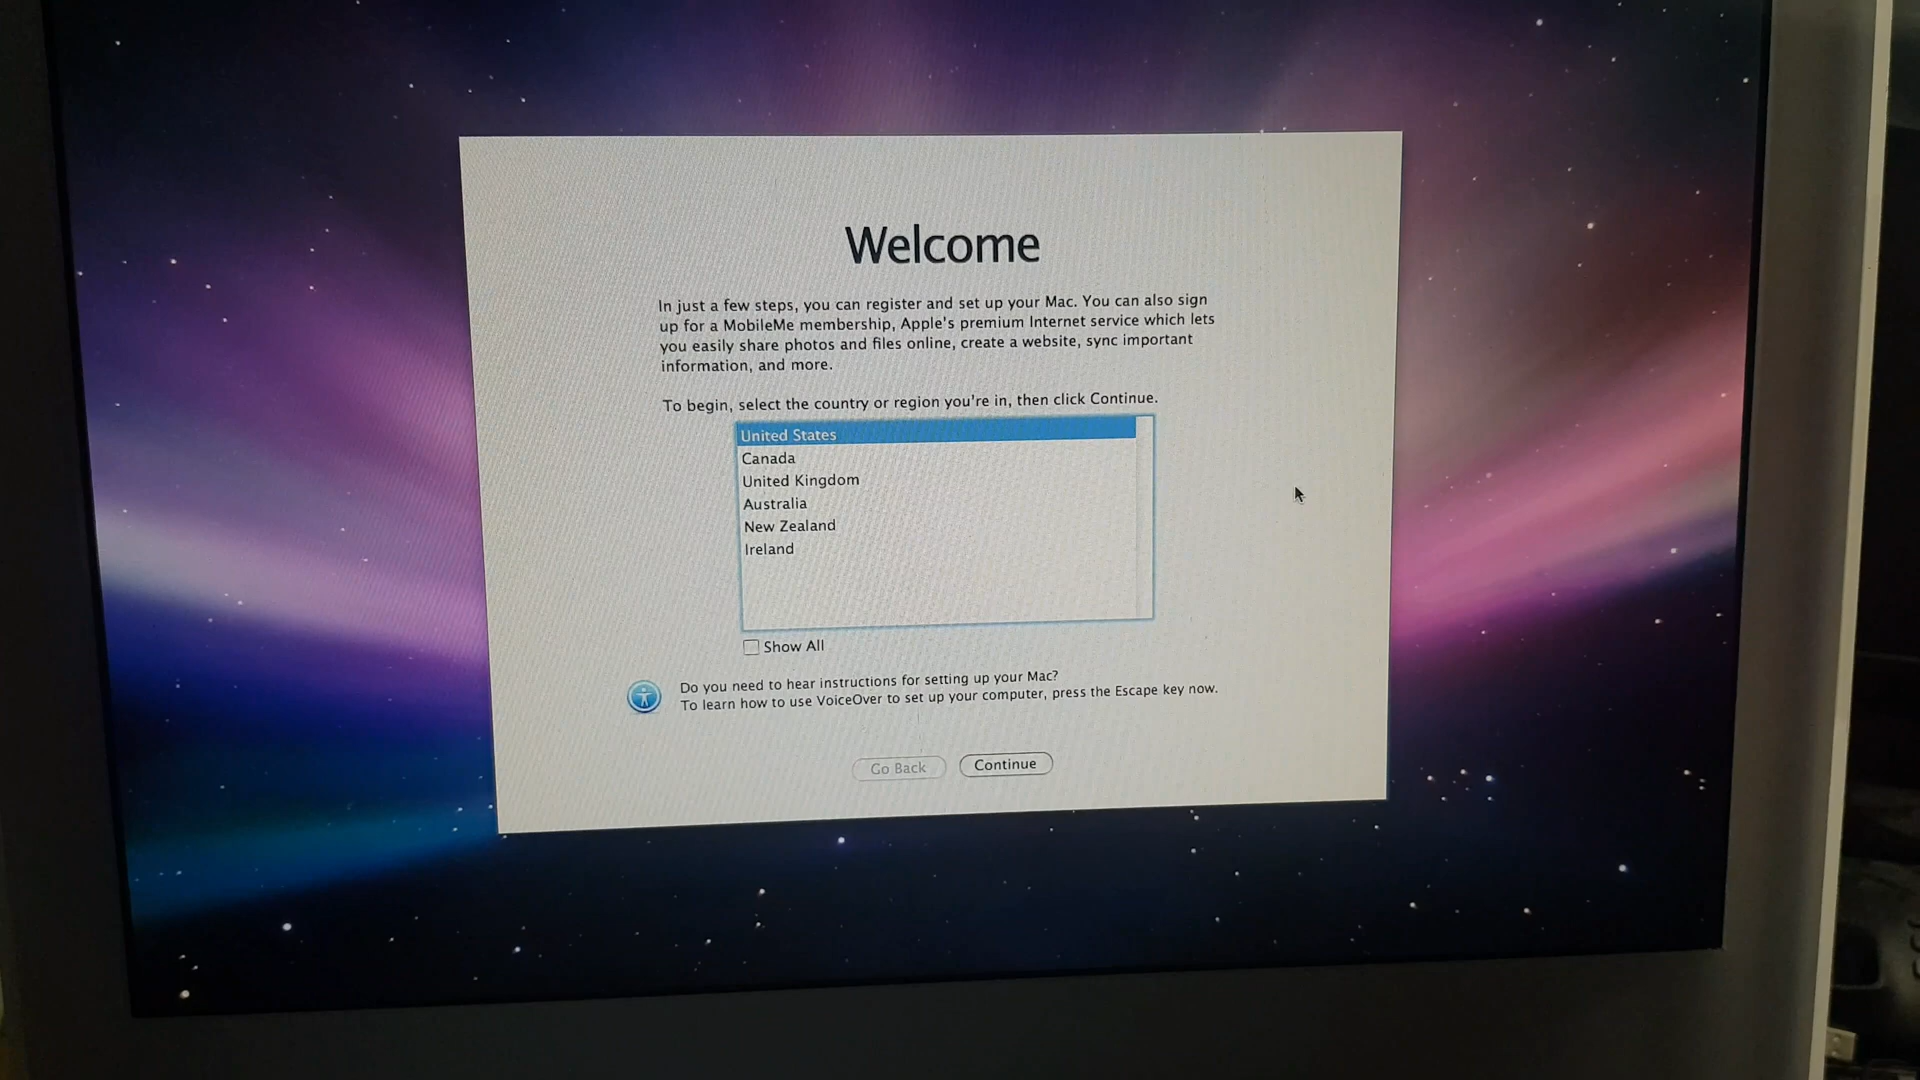 Welcome
In just a few steps, you can register and set up your Mac. You can also sign
up for a MobileMe membership, Apple's premium Internet service which lets
you easily share photos and files online, create a website, sync important
information, and more.
To begin, select the country or region you're in, then click Continue.
United States
Canada
United Kingdom
Australia
New Zealand
Ireland
Show All
Do you need to hear instructions for setting up your Mac?
To learn how to use VoiceOver to set up your computer, press the Escape key now.
Go Back
Continue